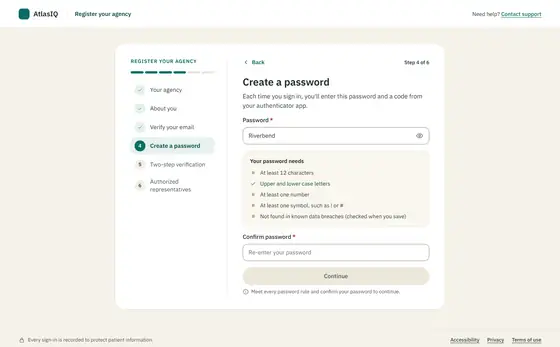 AtlasIQ
Register your agency
Need help? Contact support
REGISTER YOUR AGENCY
Your agency
About you
Verify your email
4 Create a password
5 Two-step verification
6 Authorized
representatives
Back
Step 4 of 6
Create a password
Each time you sign in, you'll enter this password and a code from
your authenticator app.
Password *
Riverbend
Your password needs
At least 12 characters
Upper and lower case letters
At least one number
At least one symbol, such as ! or #
Not found in known data breaches (checked when you save)
Confirm password *
Re-enter your password
Continue
Meet every password rule and confirm your password to continue.
Every sign-in is recorded to protect patient information.
Accessibility
Privacy
Terms of use